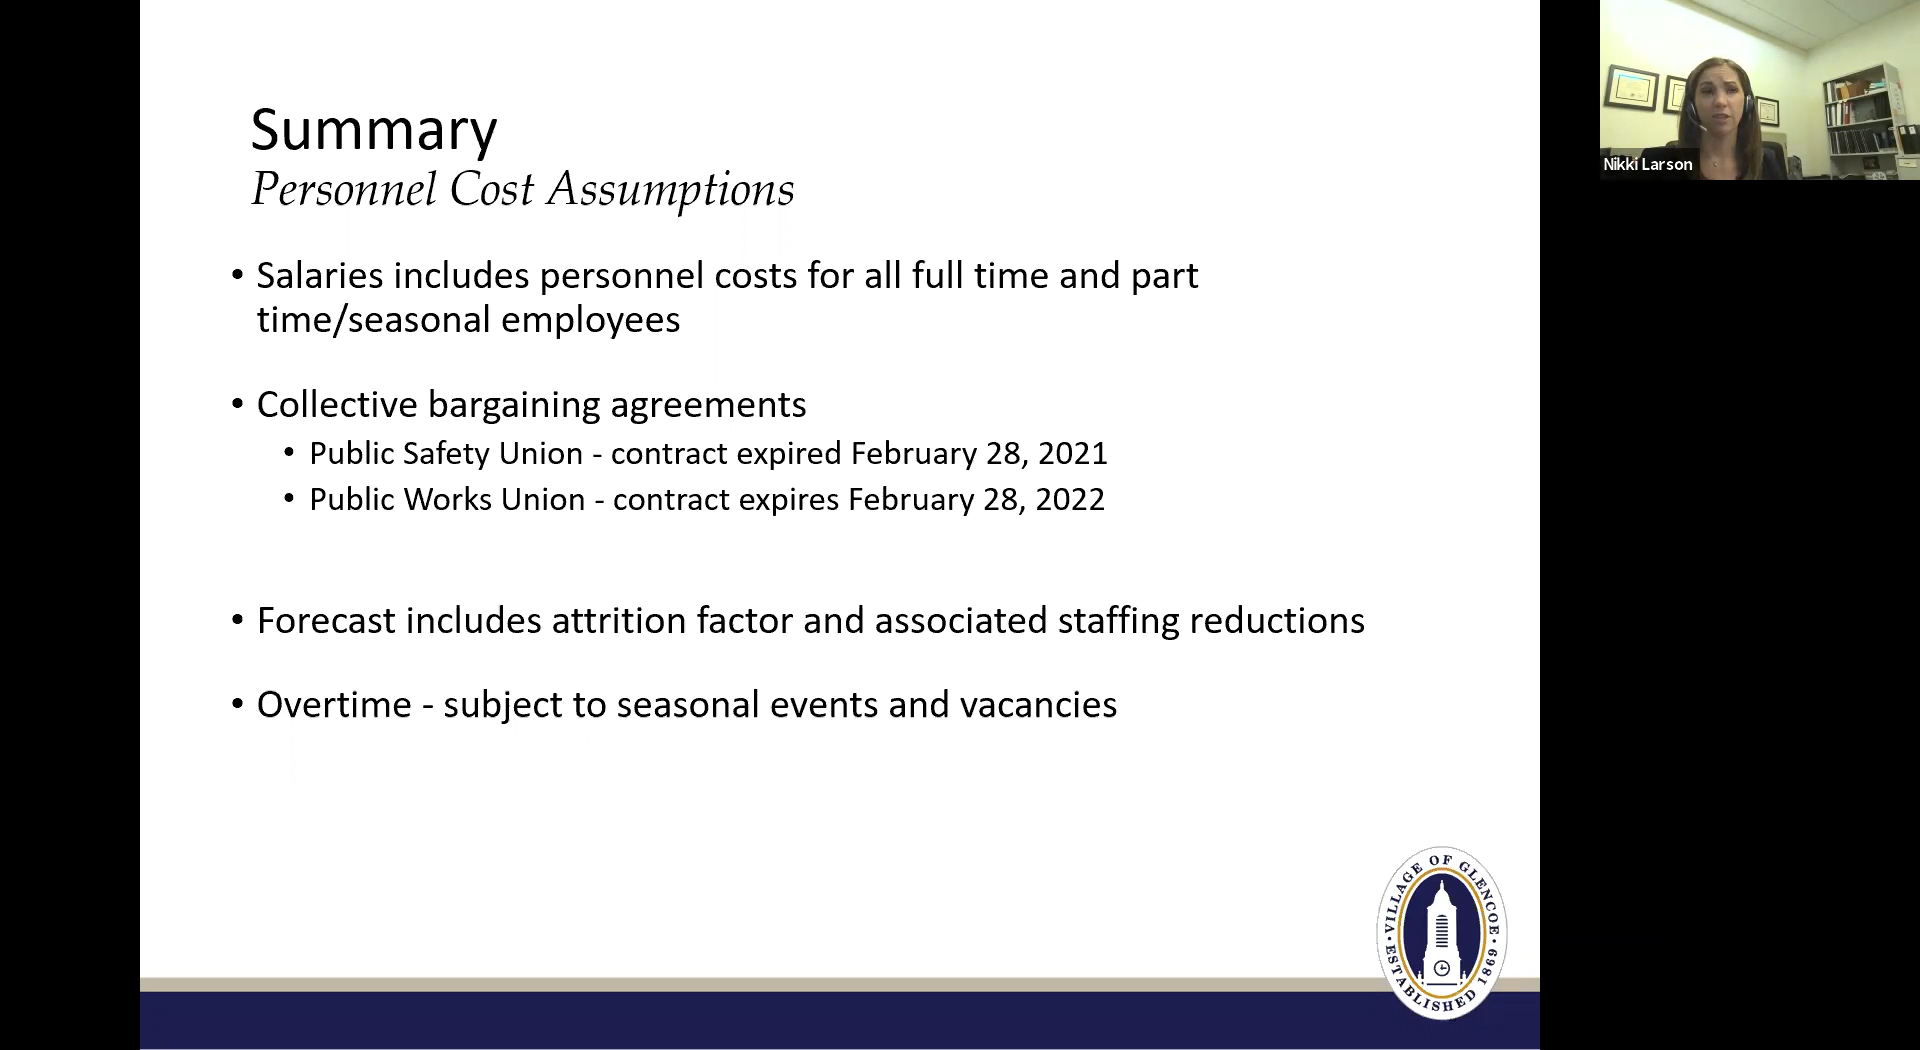 Summary
Personnel Cost Assumptions
• Salaries includes personnel costs for all full time and part
time/seasonal employees
• Collective bargaining agreements
• Public Safety Union - contract expired February 28, 2021
• Public Works Union - contract expires February 28, 2022
• Forecast includes attrition factor and associated staffing reductions
• Overtime - subject to seasonal events and vacancies
VILLAGE OF GLENCOE
ESTABLISHED 1869
Nikki Larson